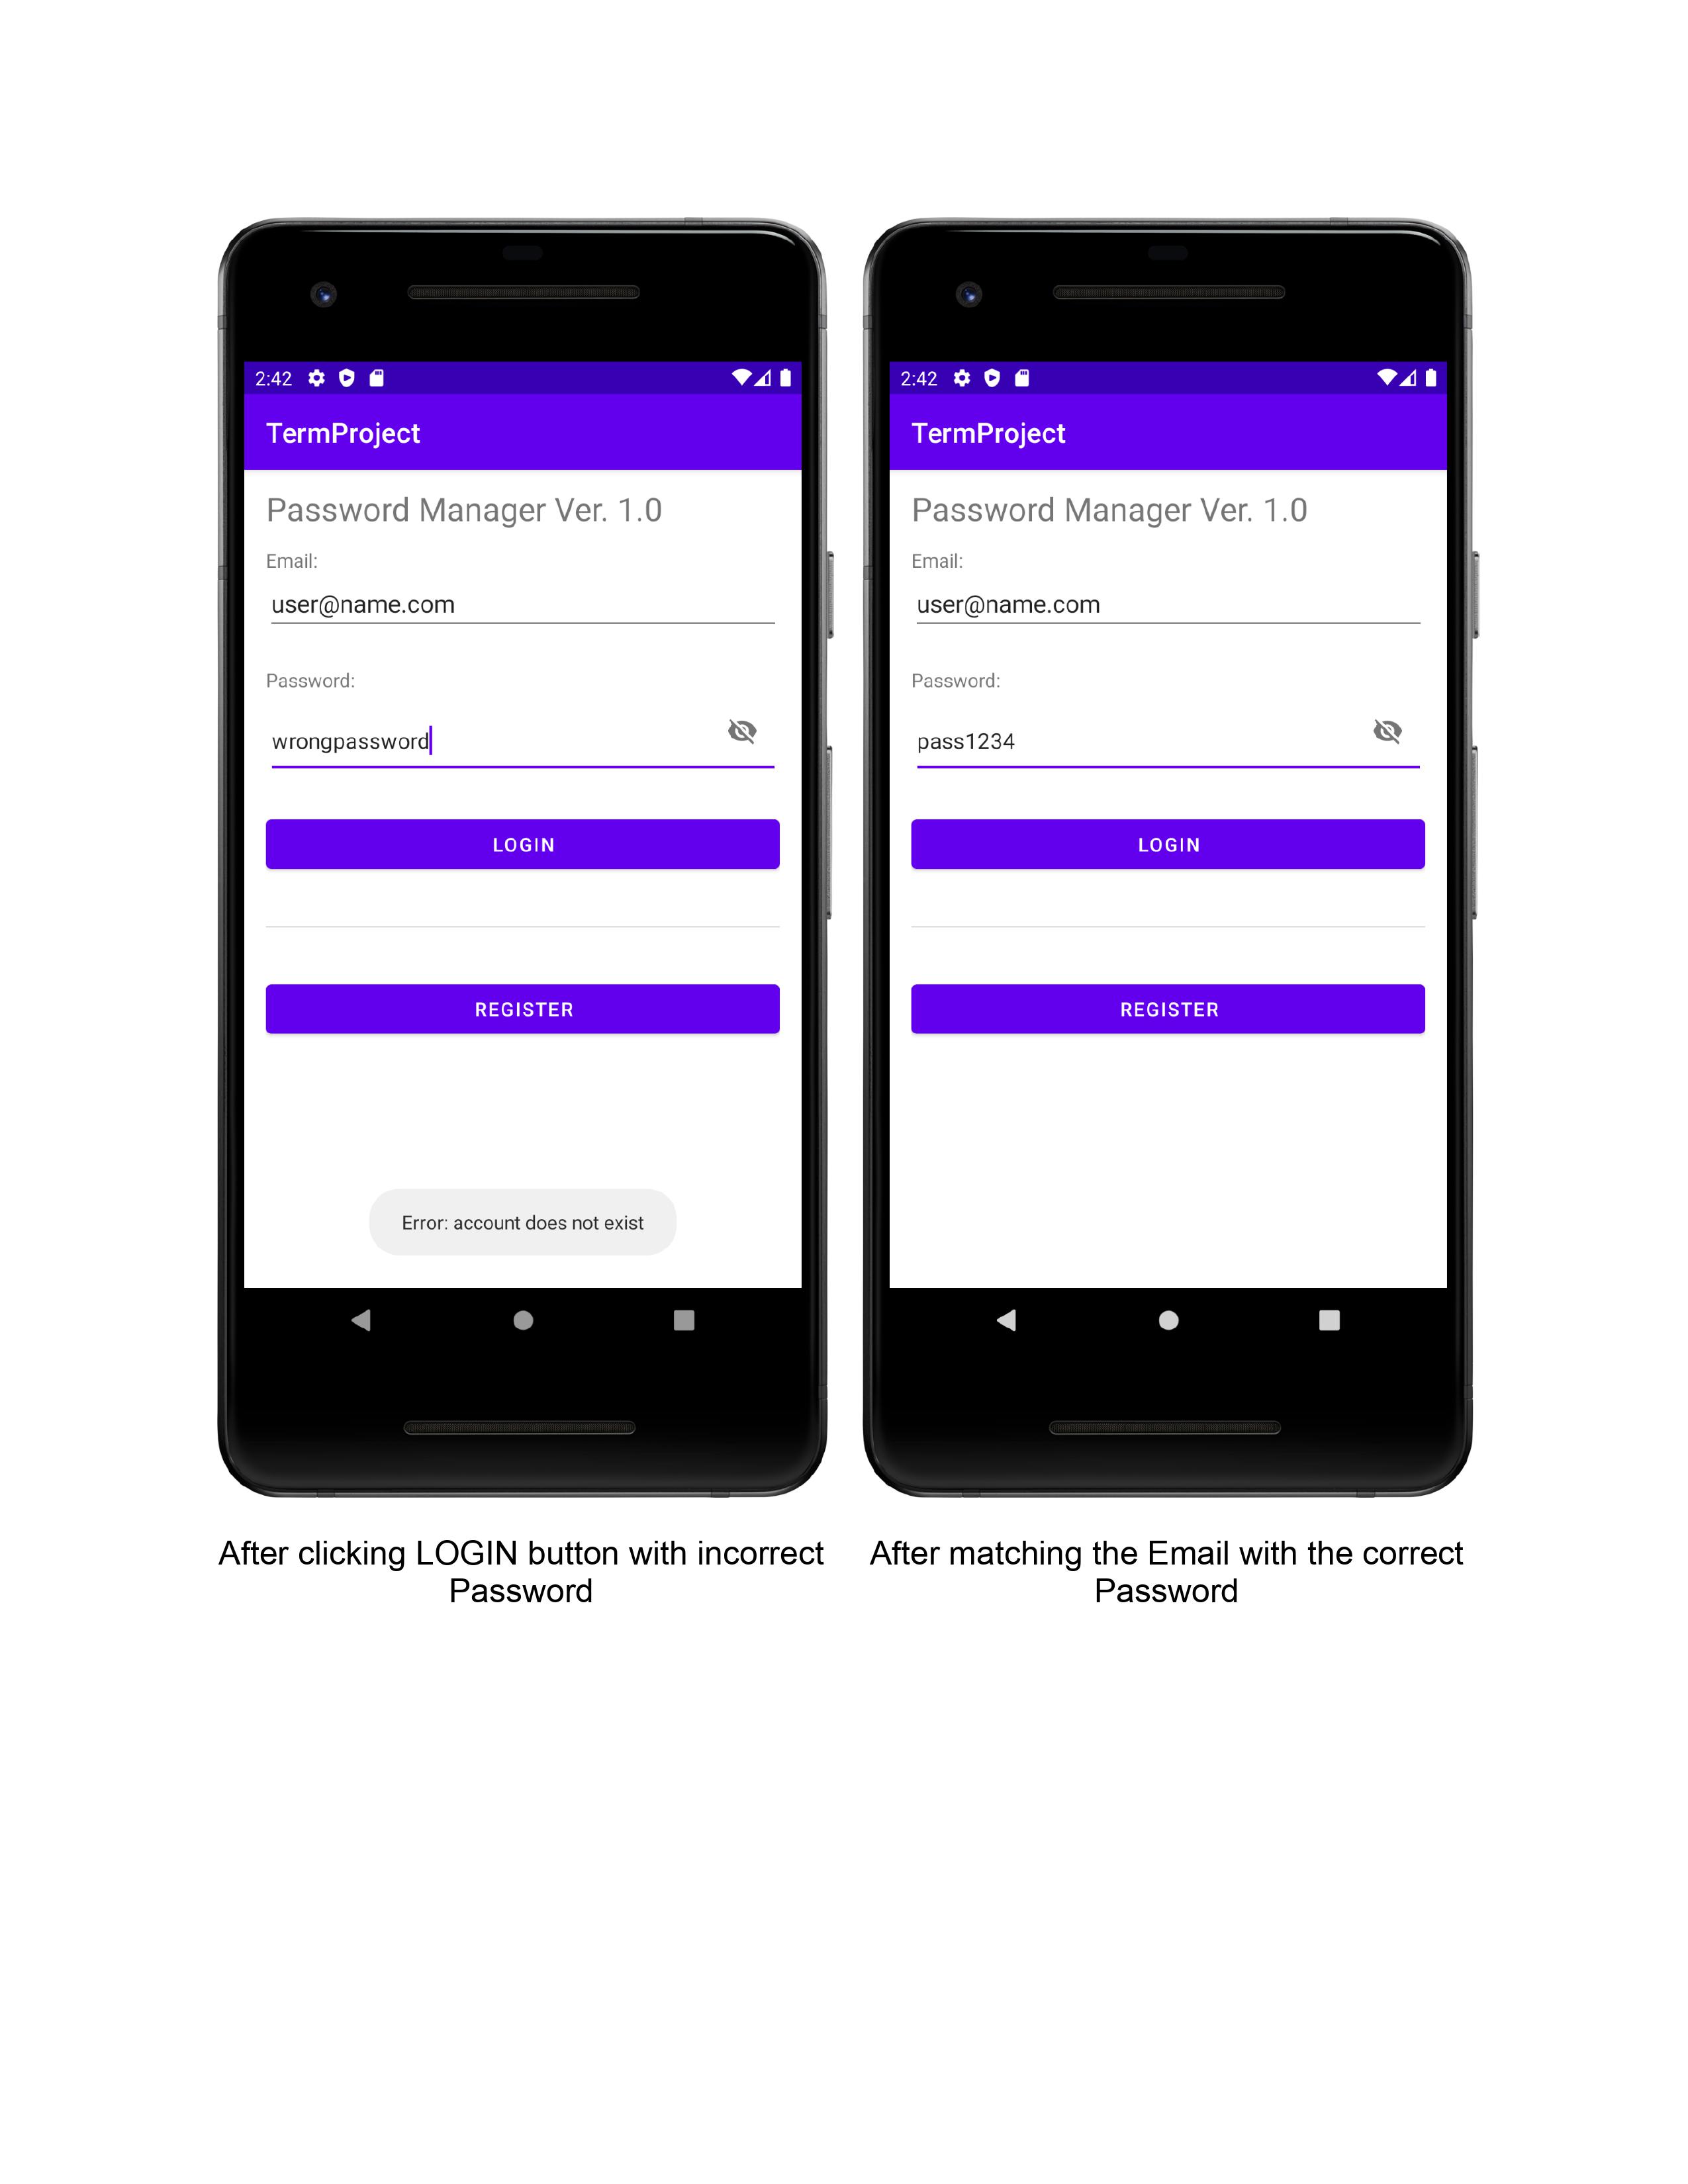 2:42
TermProject
Password Manager Ver. 1.0
Email:
user@name.com
Password:
wrongpassword
LOGIN
REGISTER
Error: account does not exist
After clicking LOGIN button with incorrect
Password
2:42
TermProject
Password Manager Ver. 1.0
Email:
user@name.com
Password:
pass1234
LOGIN
REGISTER
After matching the Email with the correct
Password